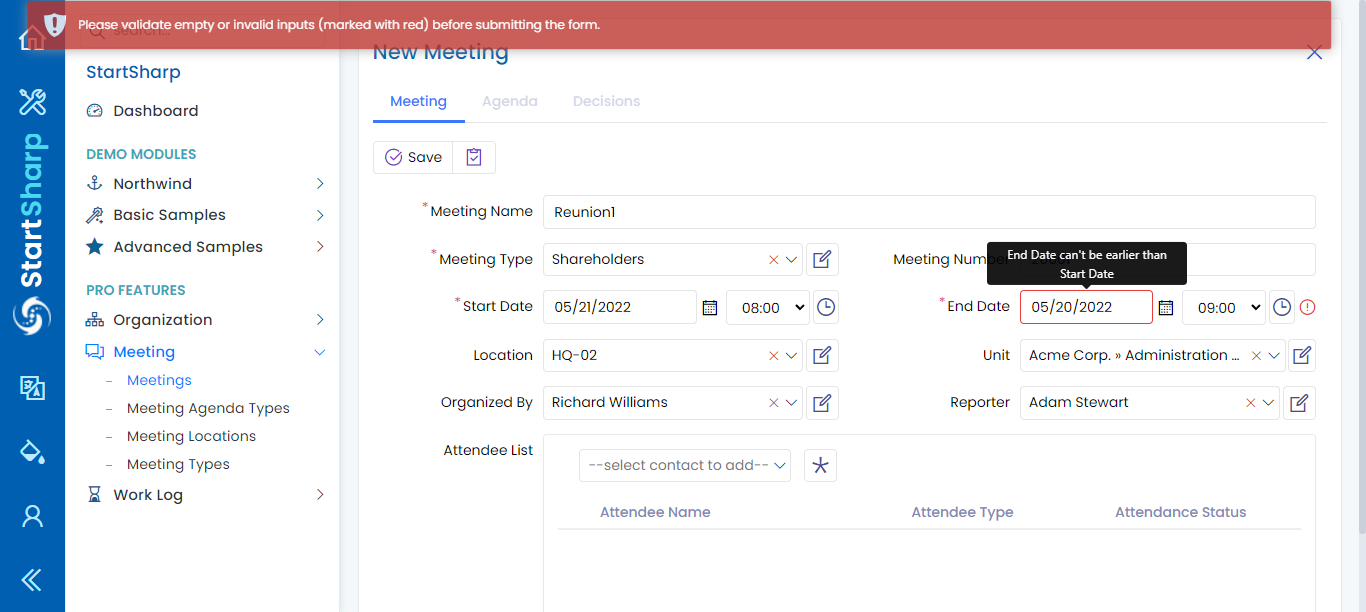 Please validate empty or invalid inputs (marked with red) before submitting the form.
search...
StartSharp
StartSharp
Dashboard
DEMO MODULES
Northwind
Basic Samples
Advanced Samples
PRO FEATURES
Organization
Meeting
Meetings
Meeting Agenda Types
Meeting Locations
Meeting Types
Work Log
New Meeting
Meeting Agenda Decisions
Save
*Meeting Name Reunion1
*Meeting Type Shareholders Meeting
End Date can't be earlier than
Start Date
*Start Date 05/21/2022 08:00 *End Date 05/20/2022 09:00
Location HQ-02 Unit Acme Corp. » Administration ...
Organized By Richard Williams Reporter Adam Stewart
Attendee List
--select contact to add--
Attendee Name Attendee Type Attendance Status